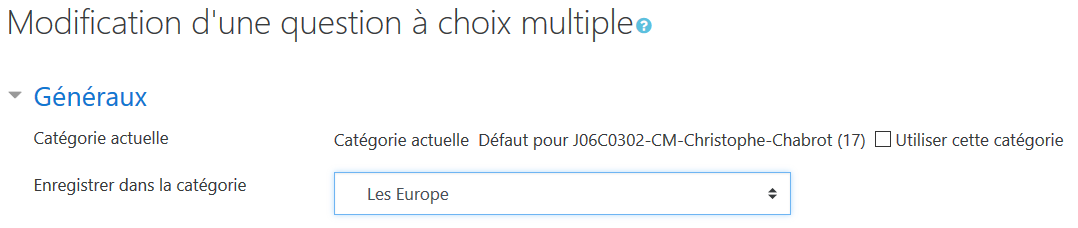 Modification d'une question à choix multiple
Généraux
Catégorie actuelle Catégorie actuelle Défaut pour J06C0302-CM-Christophe-Chabrot (17) Utiliser cette catégorie
Enregistrer dans la catégorie Les Europe